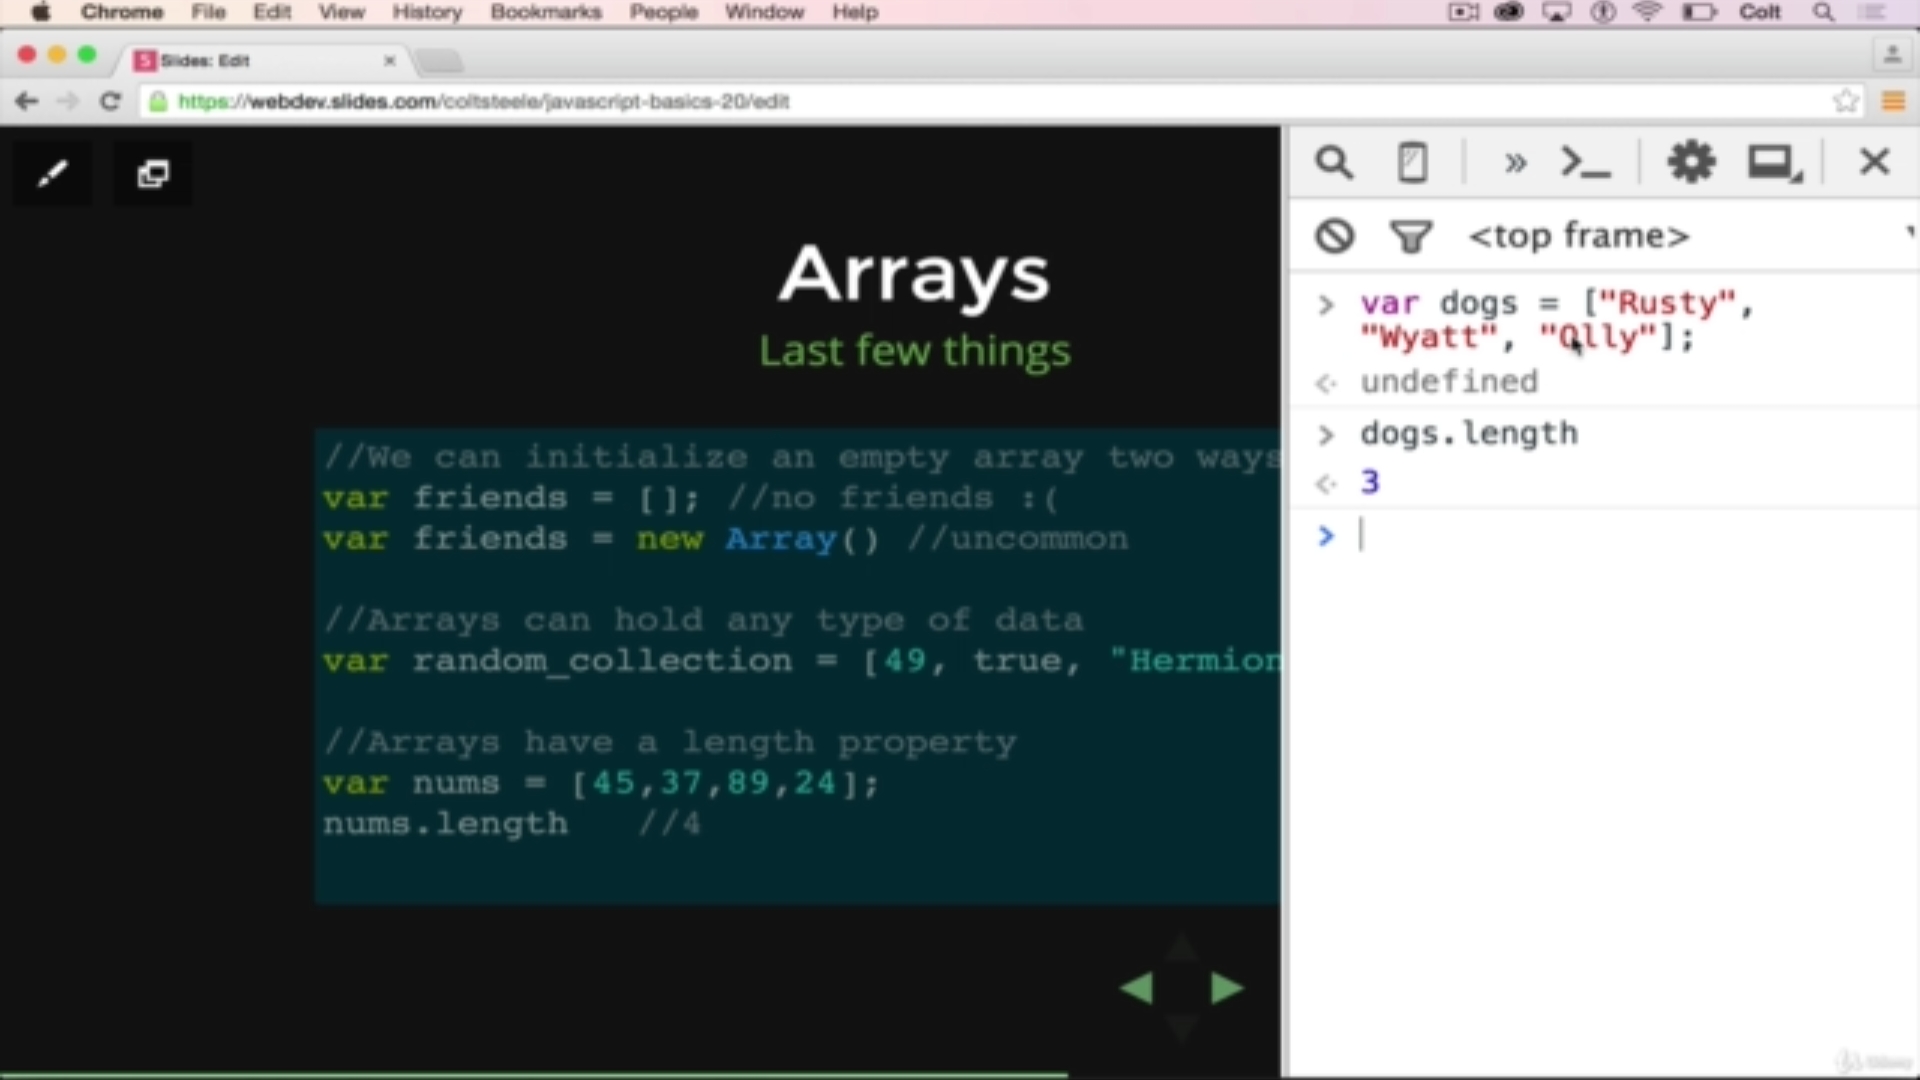 Chrome File Edit View History Bookmarks People Window Help Colt
Slides: Edit
https://webdev.slides.com/coltsteele/javascript-basics-20/edit
Arrays
Last few things
//We can initialize an empty array two ways
var friends = []; //no friends :(
var friends = new Array() //uncommon
//Arrays can hold any type of data
var random_collection = [49, true, "Hermion
//Arrays have a length property
var nums = [45,37,89,24];
nums.length //4
<top frame>
> var dogs = ["Rusty",
"Wyatt", "Olly"];
undefined
> dogs.length
3
>
Udemy